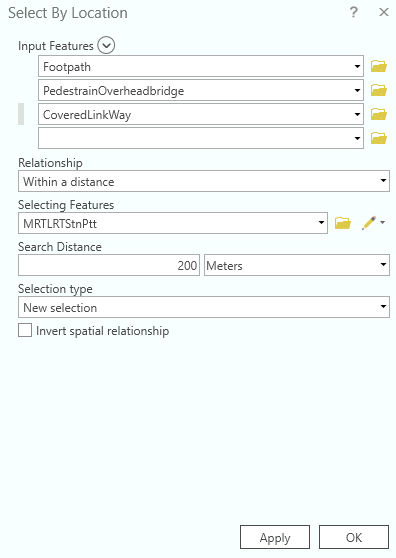 Select By Location ? ×
Input Features
Footpath
PedestrainOverheadbridge
CoveredLinkWay
Relationship
Within a distance
Selecting Features
MRTLRTStnPtt
Search Distance
200 Meters
Selection type
New selection
Invert spatial relationship
Apply OK